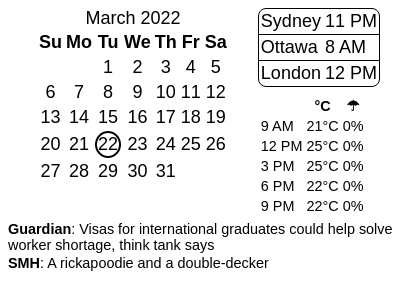 March 2022
Su Mo Tu We Th Fr Sa
1 2 3 4 5
6 7 8 9 10 11 12
13 14 15 16 17 18 19
20 21 22 23 24 25 26
27 28 29 30 31
Sydney 11 PM
Ottawa 8 AM
London 12 PM
°C ☂
9 AM 21°C 0%
12 PM 25°C 0%
3 PM 25°C 0%
6 PM 22°C 0%
9 PM 22°C 0%
Guardian: Visas for international graduates could help solve
worker shortage, think tank says
SMH: A rickapoodie and a double-decker